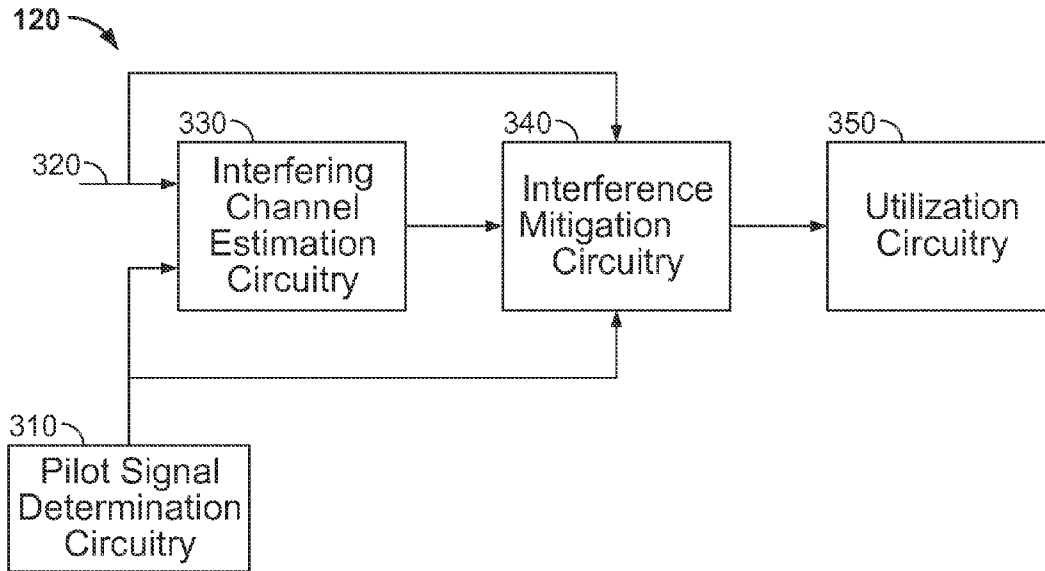 120
320
330
Interfering
Channel
Estimation
Circuitry
340
Interference
Mitigation
Circuitry
350
Utilization
Circuitry
310
Pilot Signal
Determination
Circuitry